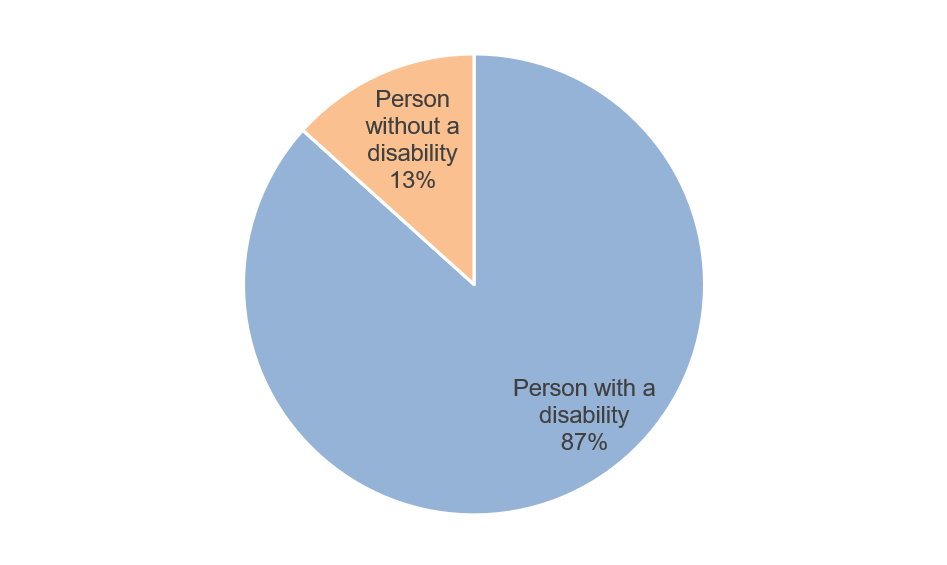 Person
without a
disability
13%
Person with a
disability
87%